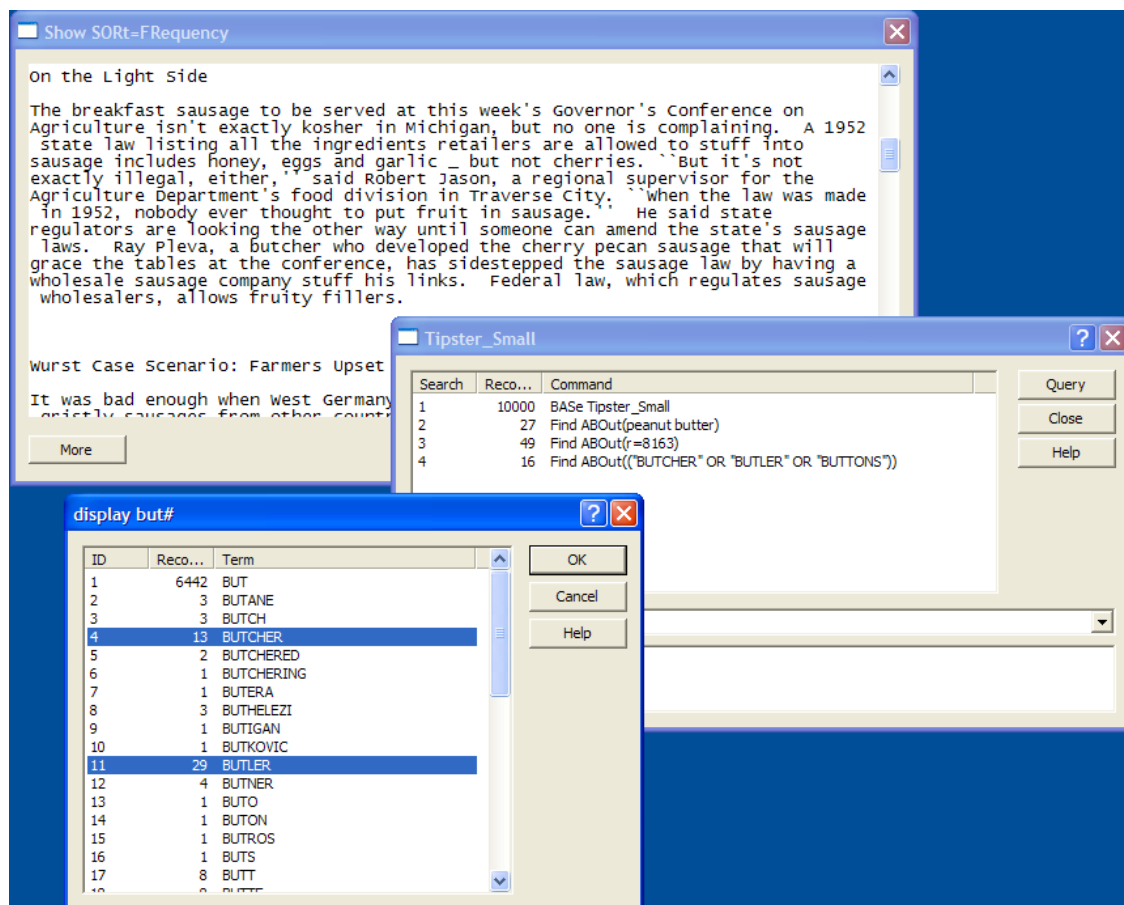 Show SORt=FRequency
On the Light Side
The breakfast sausage to be served at this week's Governor's Conference on
Agriculture isn't exactly kosher in Michigan, but no one is complaining.  A 1952
state law listing all the ingredients retailers are allowed to stuff into
sausage includes honey, eggs and garlic _ but not cherries. ``But it's not
exactly illegal, either,'' said Robert Jason, a regional supervisor for the
Agriculture Department's food division in Traverse City. ``When the law was made
in 1952, nobody ever thought to put fruit in sausage.''  He said state
regulators are looking the other way until someone can amend the state's sausage
laws.  Ray Pleva, a butcher who developed the cherry pecan sausage that will
grace the tables at the conference, has sidestepped the sausage law by having a
wholesale sausage company stuff his links.  Federal law, which regulates sausage
wholesalers, allows fruity fillers.
Wurst Case Scenario: Farmers Upset
It was bad enough when West Germany
gristly sausages from other countr
More
Tipster_Small
Search Reco... Command
1 10000 BASe Tipster_Small
2 27 Find ABOut(peanut butter)
3 49 Find ABOut(r=8163)
4 16 Find ABOut(("BUTCHER" OR "BUTLER" OR "BUTTONS"))
Query
Close
Help
display but#
ID Reco... Term
1 6442 BUT
2 3 BUTANE
3 3 BUTCH
4 13 BUTCHER
5 2 BUTCHERED
6 1 BUTCHERING
7 1 BUTERA
8 3 BUTHELEZI
9 1 BUTIGAN
10 1 BUTKOVIC
11 29 BUTLER
12 4 BUTNER
13 1 BUTO
14 1 BUTON
15 1 BUTROS
16 1 BUTS
17 8 BUTT
OK
Cancel
Help